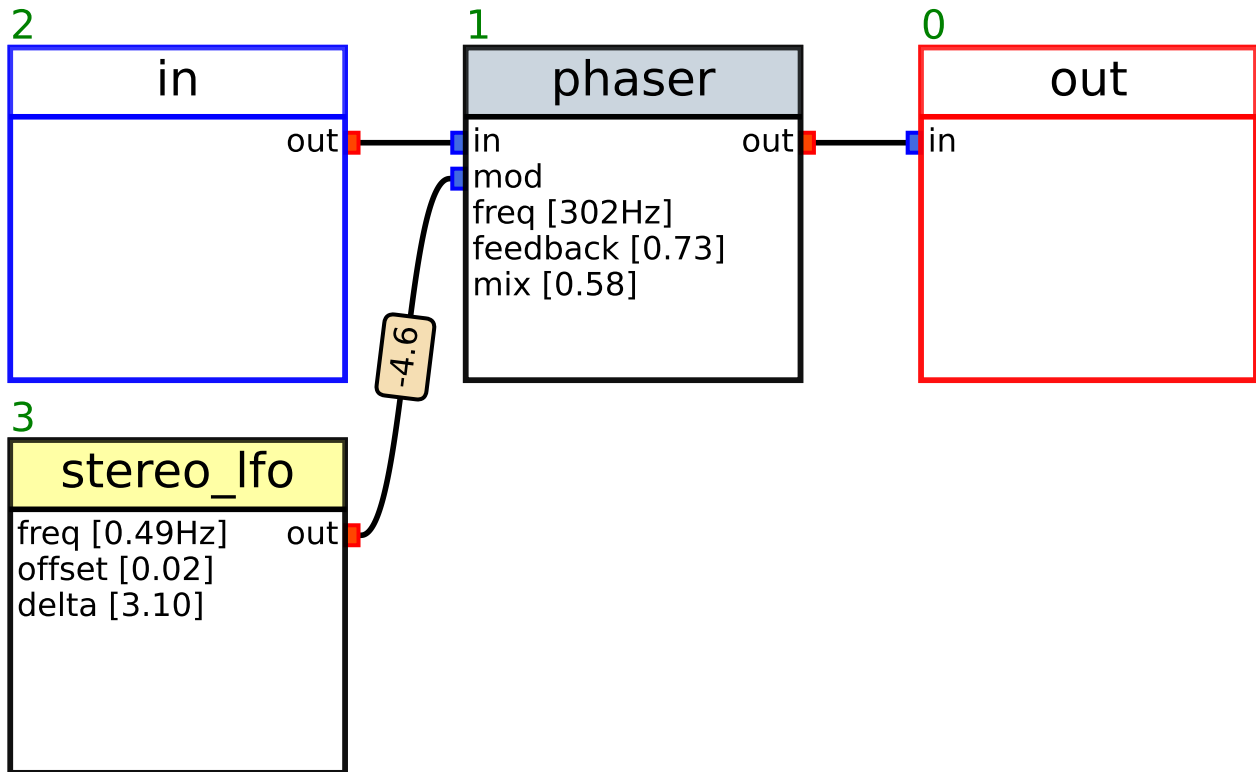 2
in
out
1
phaser
in
out
mod
freq [302Hz]
feedback [0.73]
mix [0.58]
0
out
in
-4.6
3
stereo_lfo
freq [0.49Hz]
out
offset [0.02]
delta [3.10]